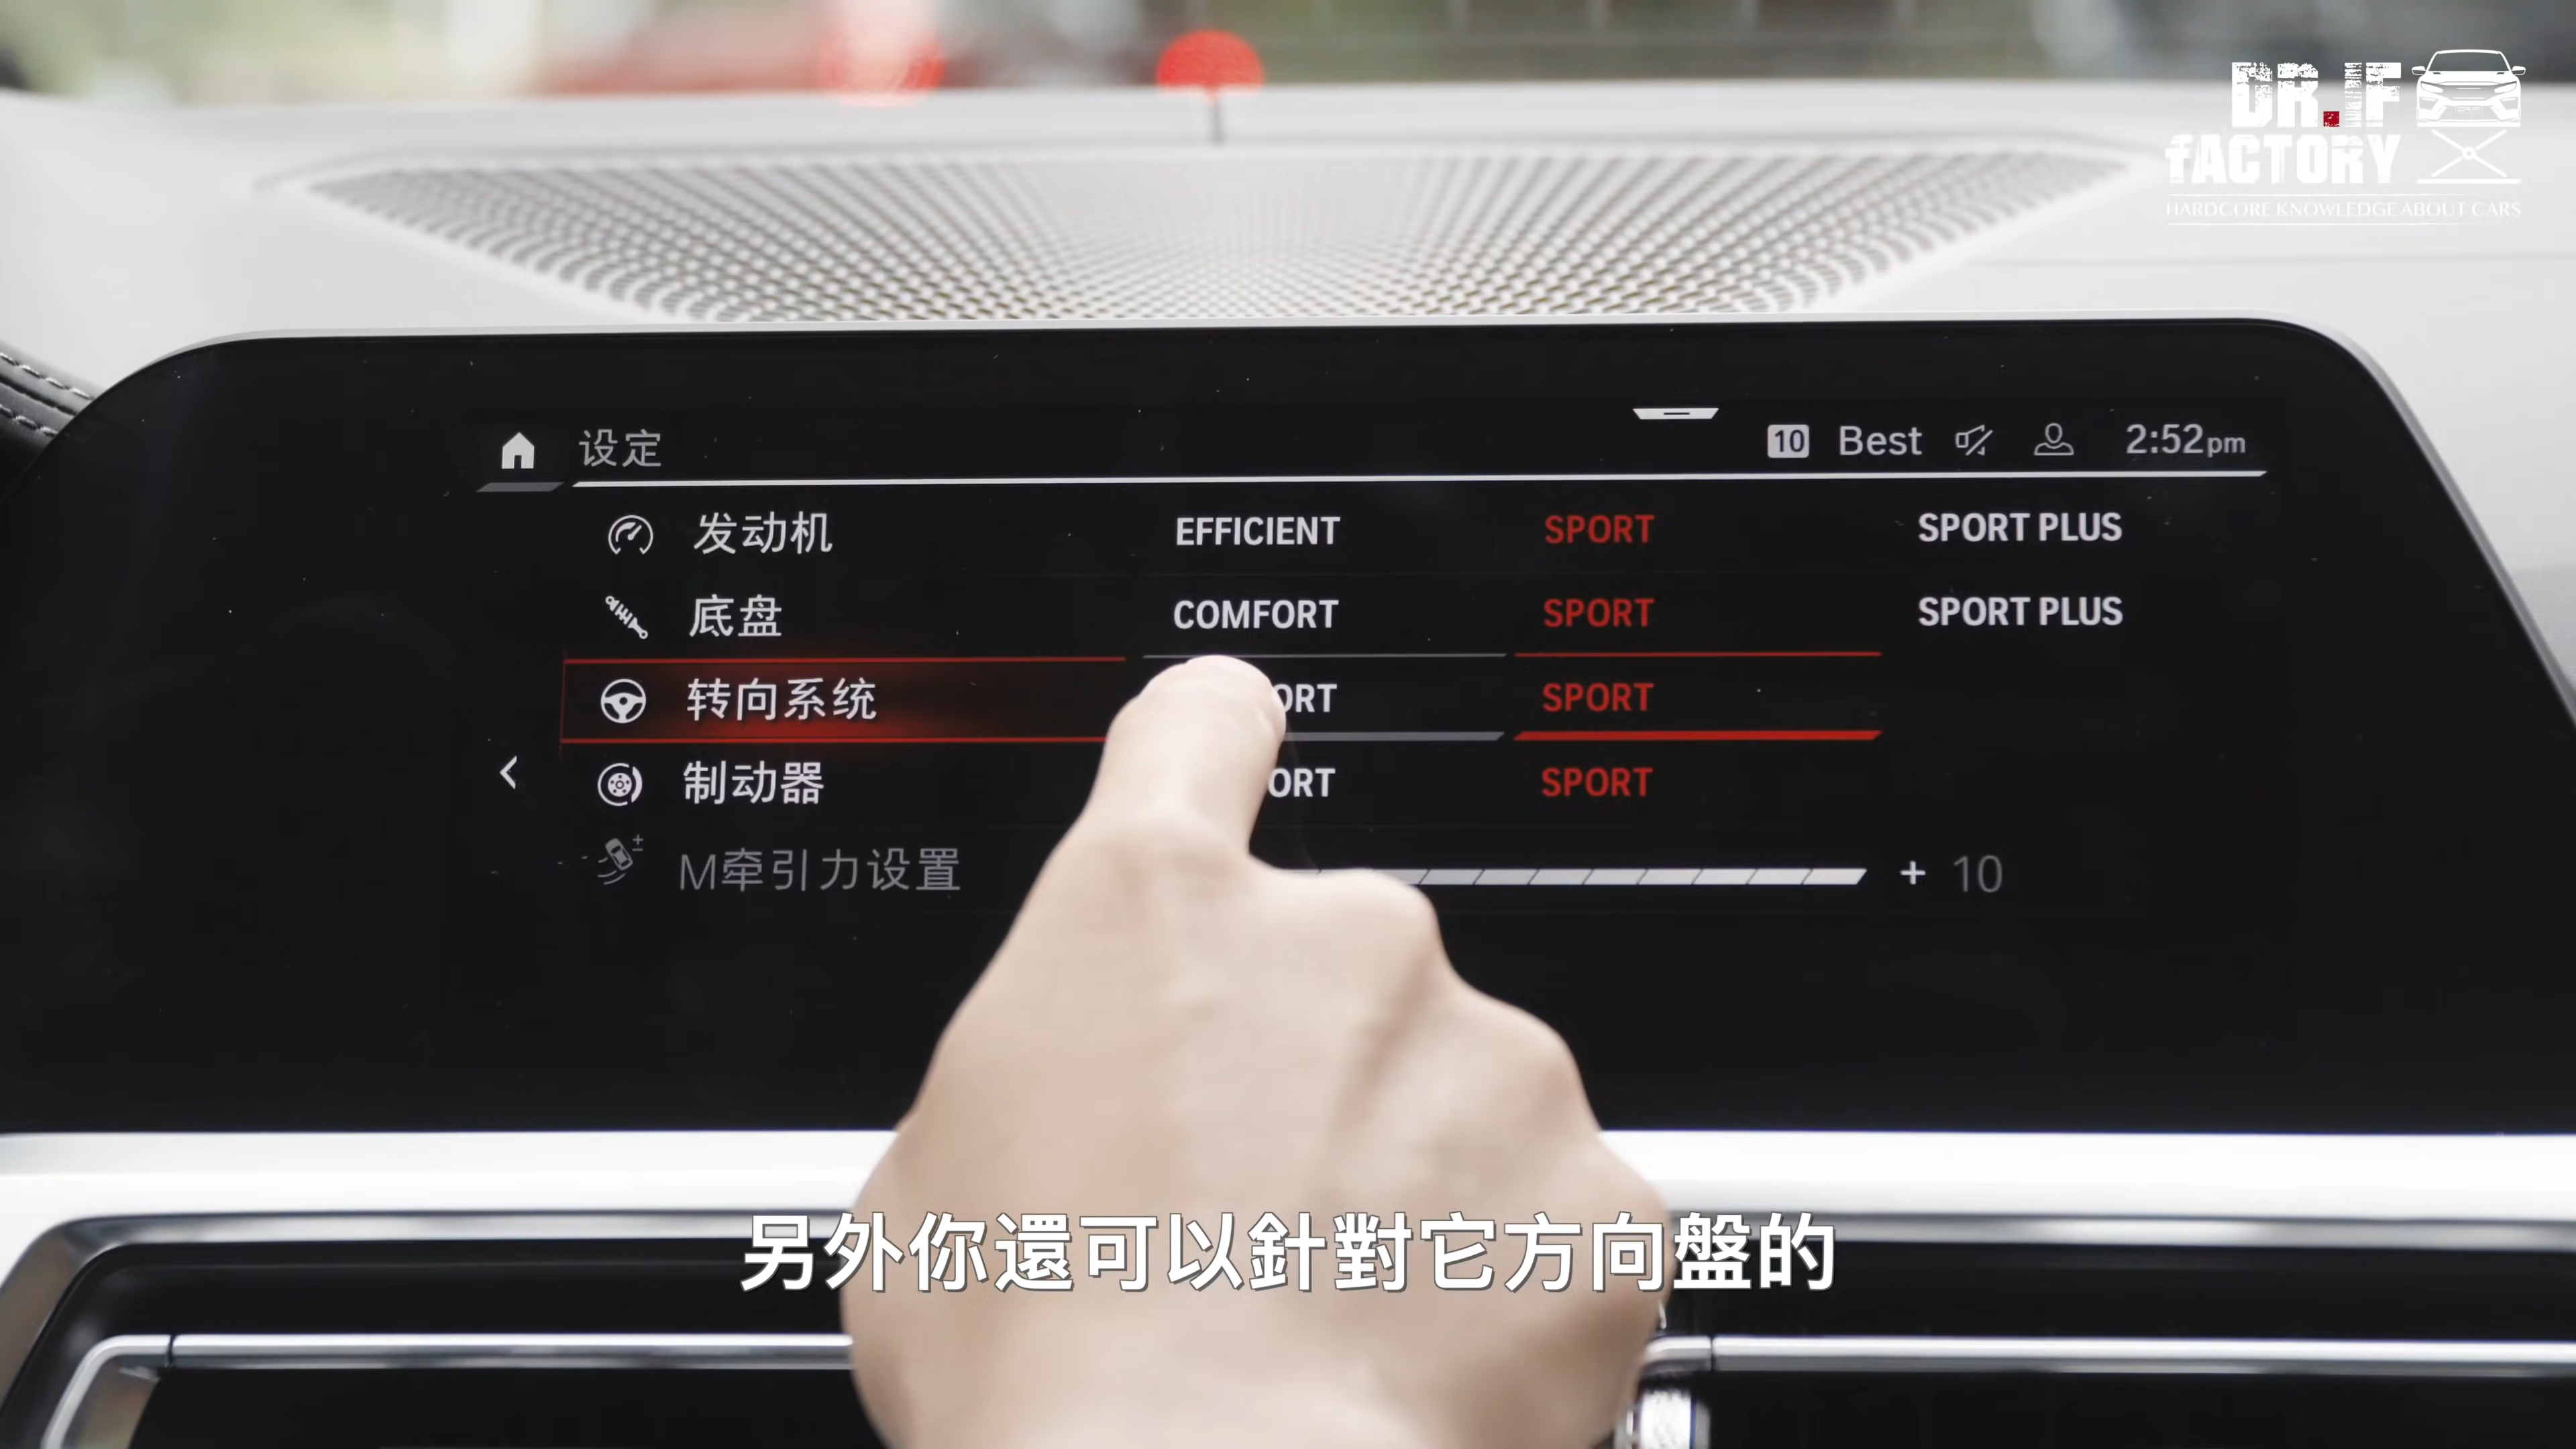 DR.IF
fACTORY
HARDCORE KNOWLEDGE ABOUT CARS
设定 10 Best 2:52pm
发动机 EFFICIENT SPORT SPORT PLUS
底盘 COMFORT SPORT SPORT PLUS
转向系统 SPORT
制动器 SPORT
M牵引力设置 + 10
另外你還可以針對它方向盤的